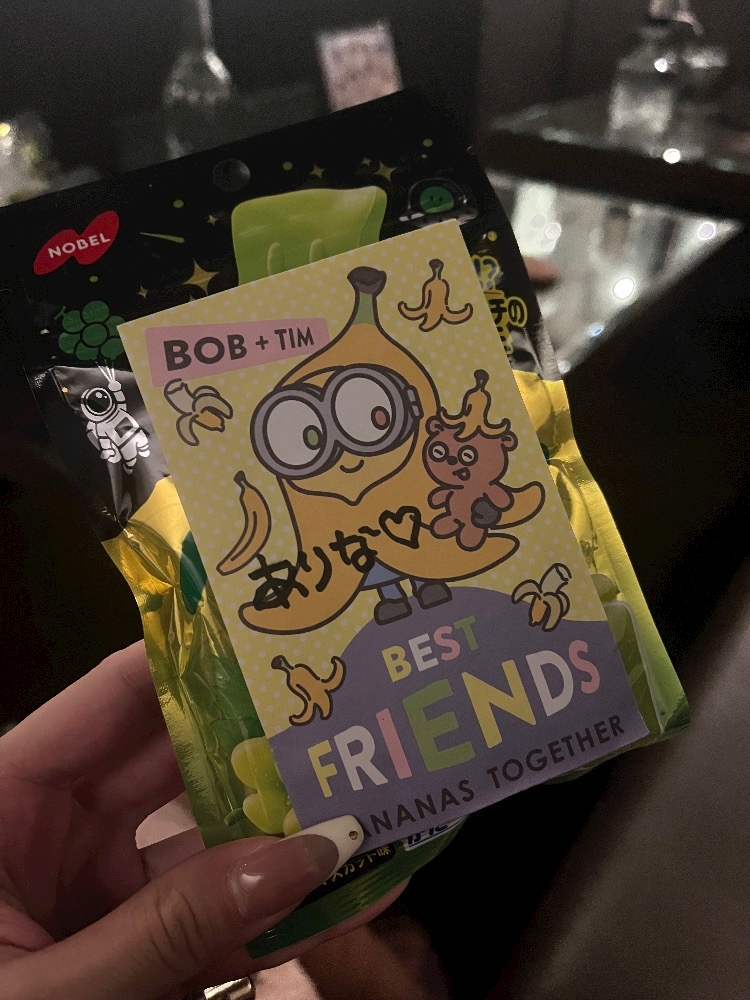 NOBEL
BOB + TIM
ありな♡
BEST
FRIENDS
ANANAS TOGETHER